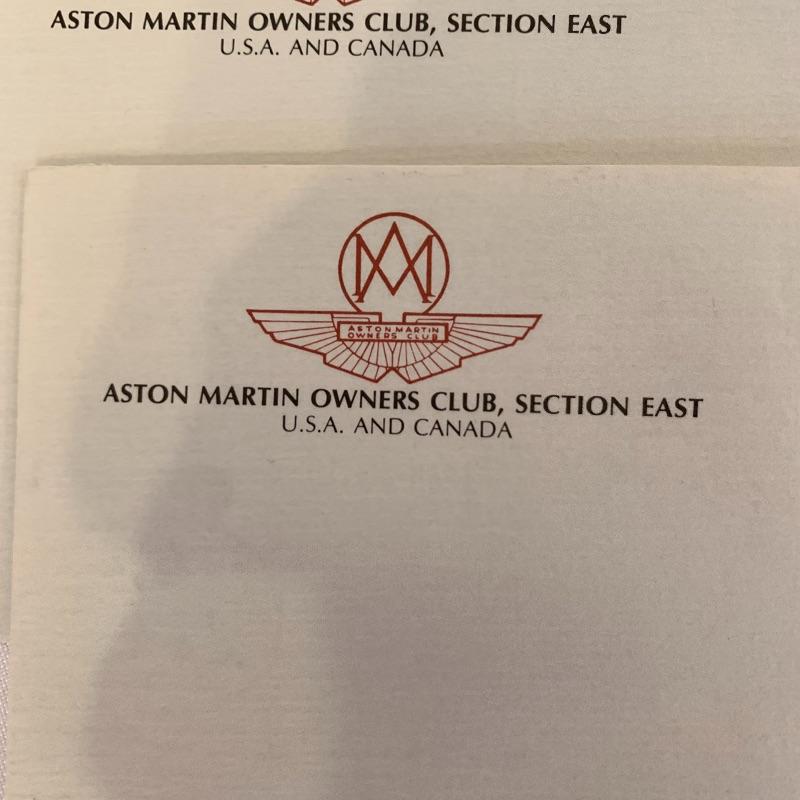 ASTON MARTIN OWNERS CLUB, SECTION EAST
U.S.A. AND CANADA
AM
ASTON MARTIN
OWNERS CLUB
ASTON MARTIN OWNERS CLUB, SECTION EAST
U.S.A. AND CANADA